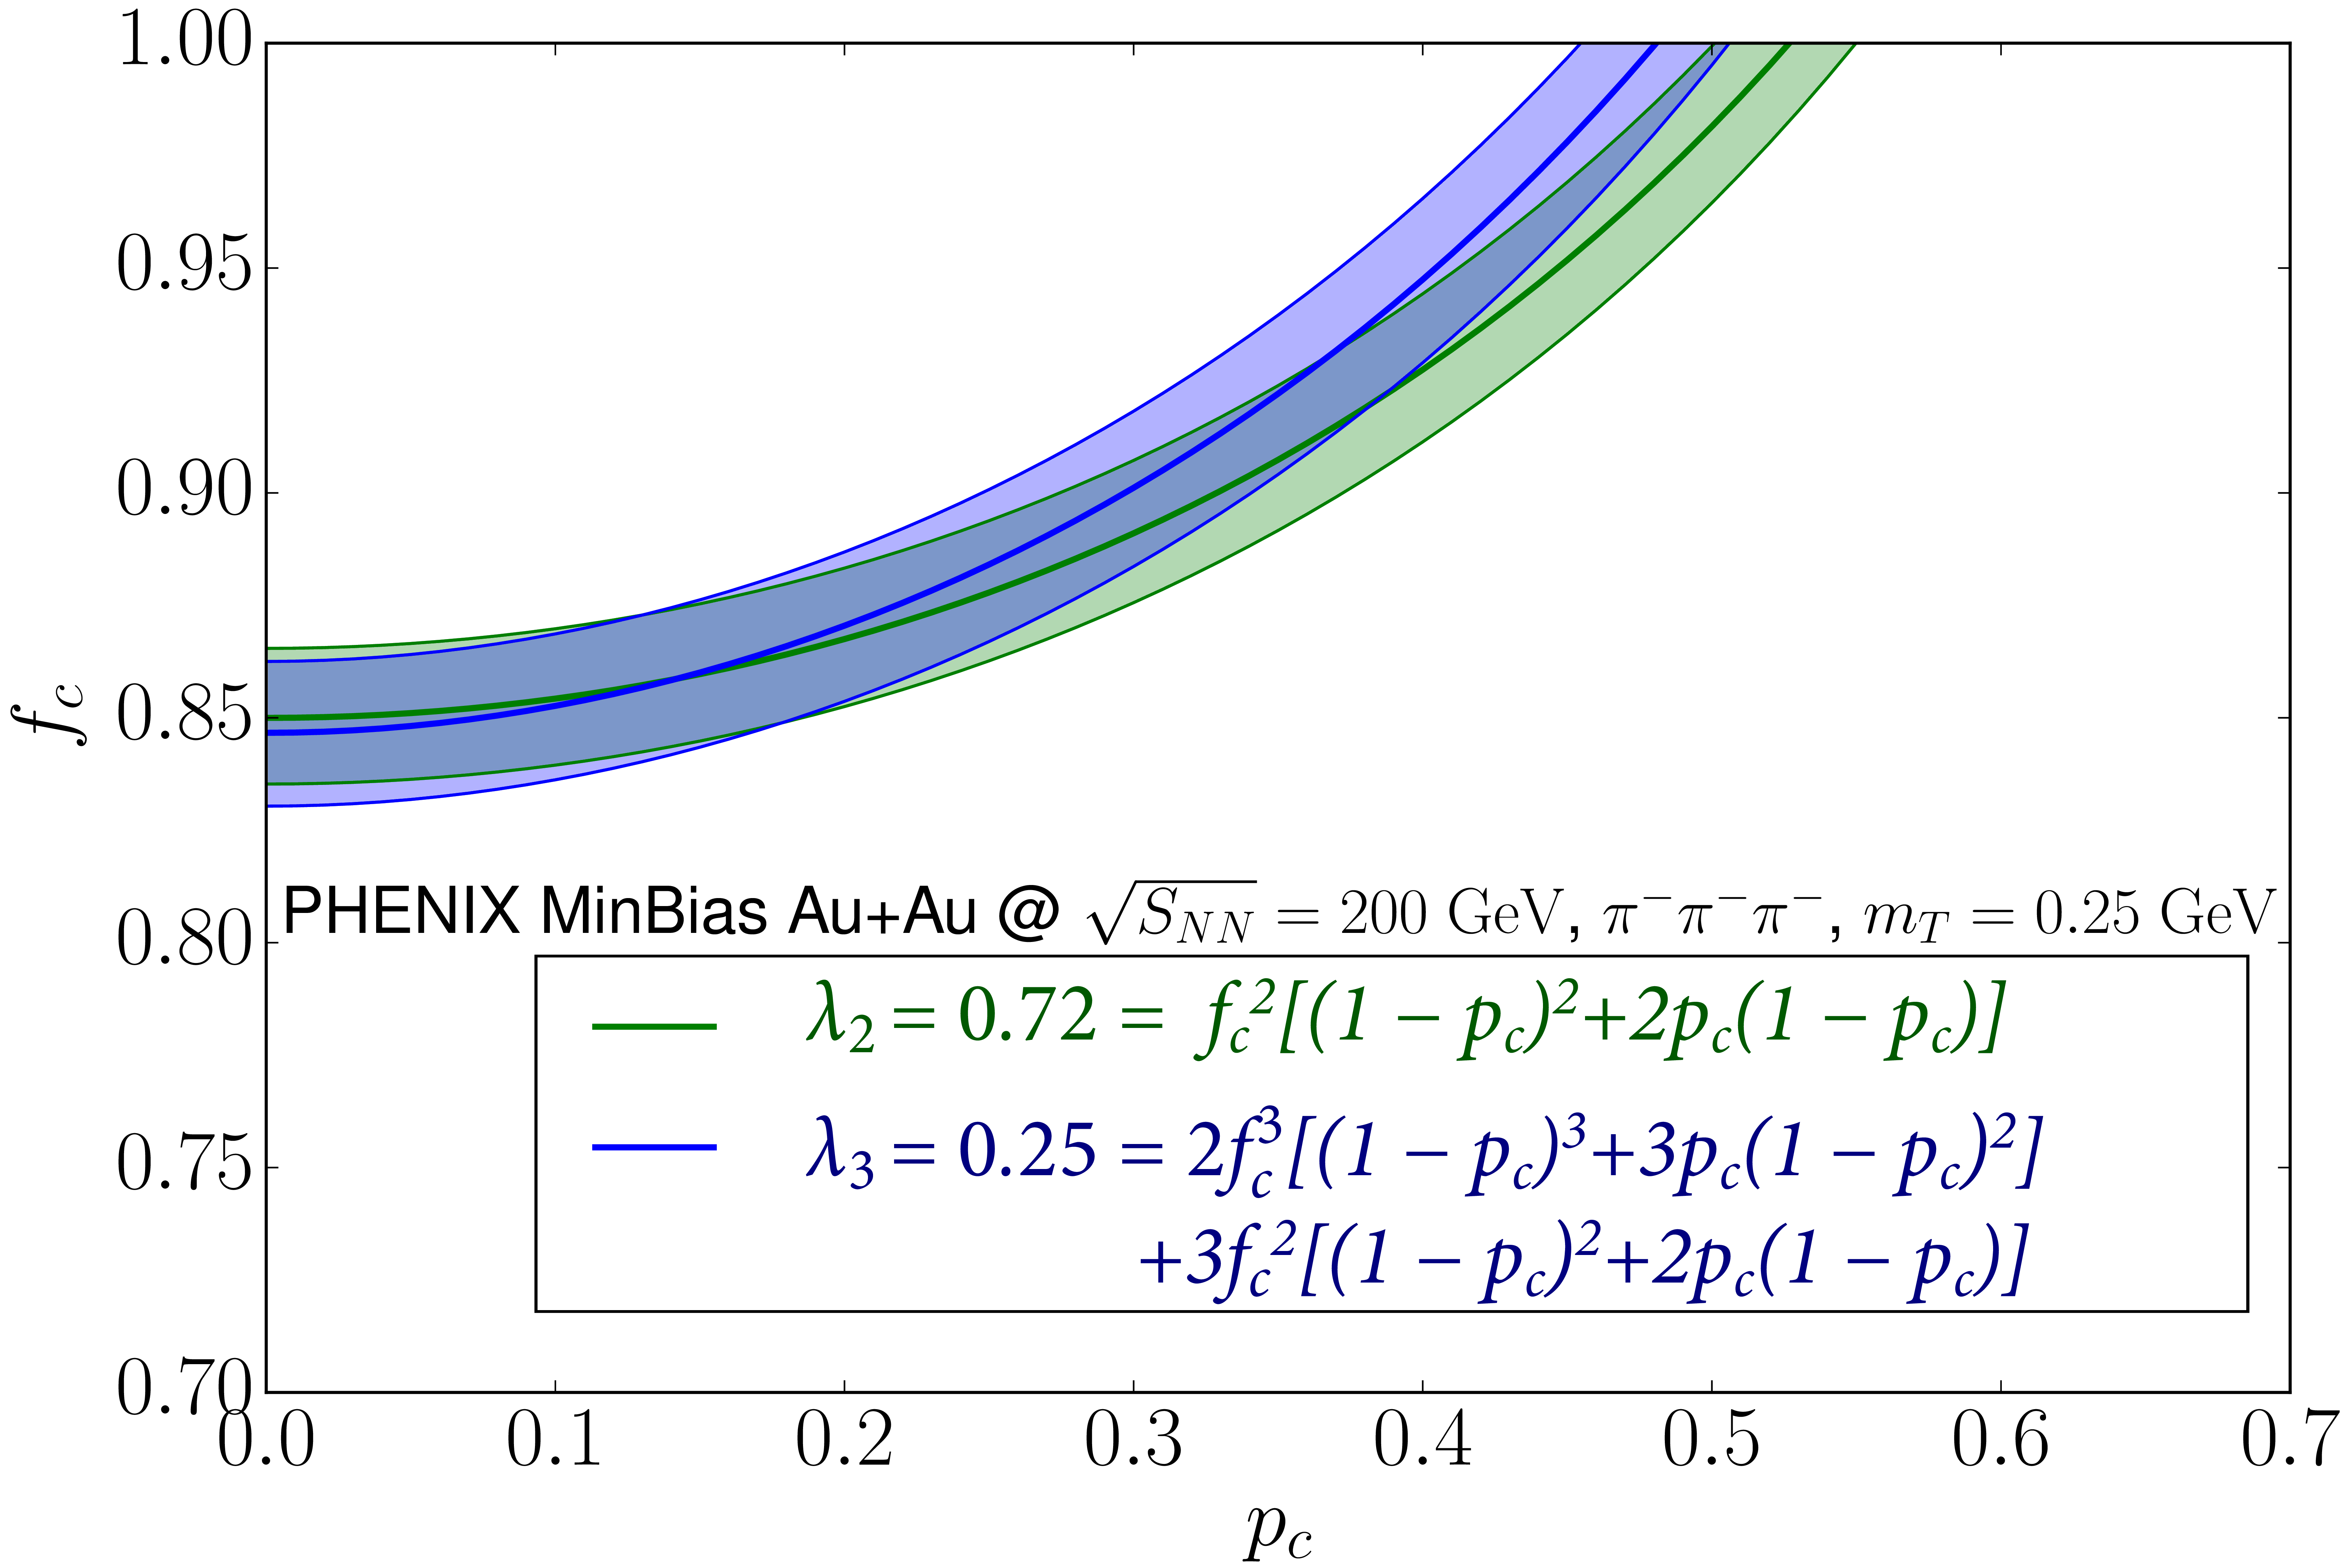 1.00
0.95
0.90
0.85
0.80
0.75
0.70
f_c
PHENIX MinBias Au+Au @ √S_NN = 200 GeV, π⁻π⁻π⁻, m_T = 0.25 GeV
λ₂ = 0.72 = f_c²[(1 − p_c)²+2p_c(1 − p_c)]
λ₃ = 0.25 = 2f_c³[(1 − p_c)³+3p_c(1 − p_c)²]
+3f_c²[(1 − p_c)²+2p_c(1 − p_c)]
0.0 0.1 0.2 0.3 0.4 0.5 0.6 0.7
p_c